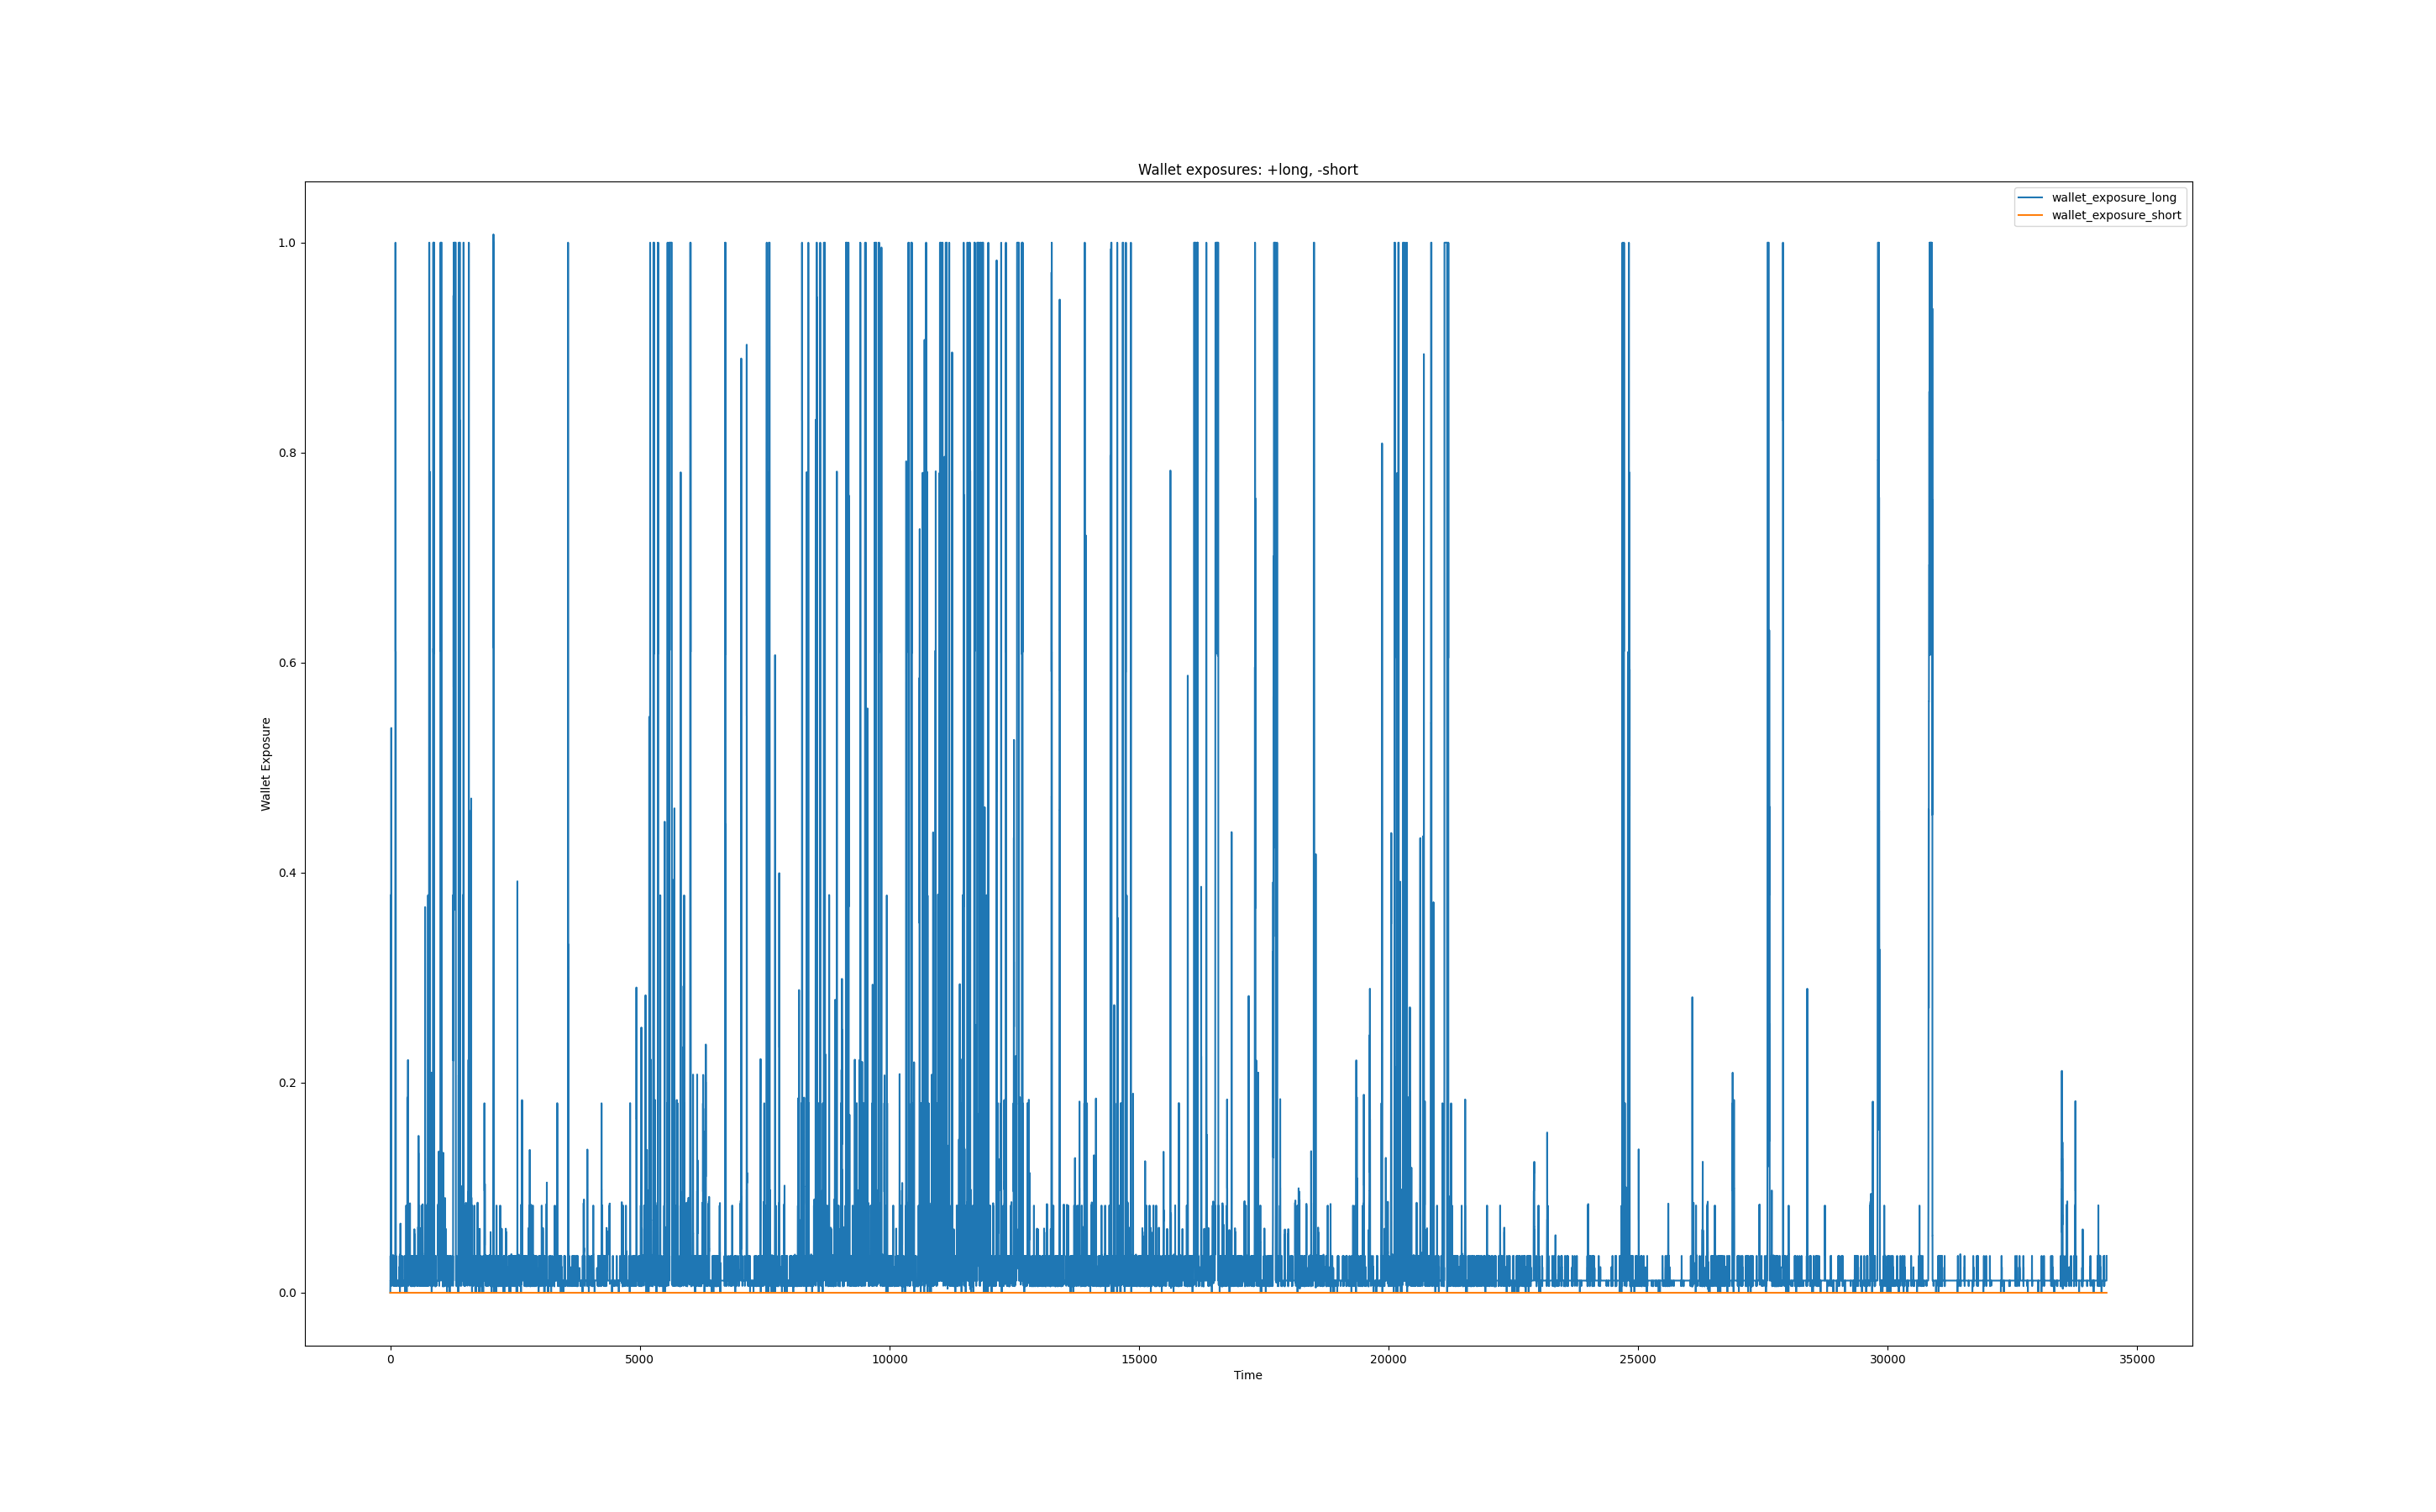 Wallet exposures: +long, -short
wallet_exposure_long
wallet_exposure_short
1.0
0.8
0.6
0.4
0.2
0.0
Wallet Exposure
0 5000 10000 15000 20000 25000 30000 35000
Time